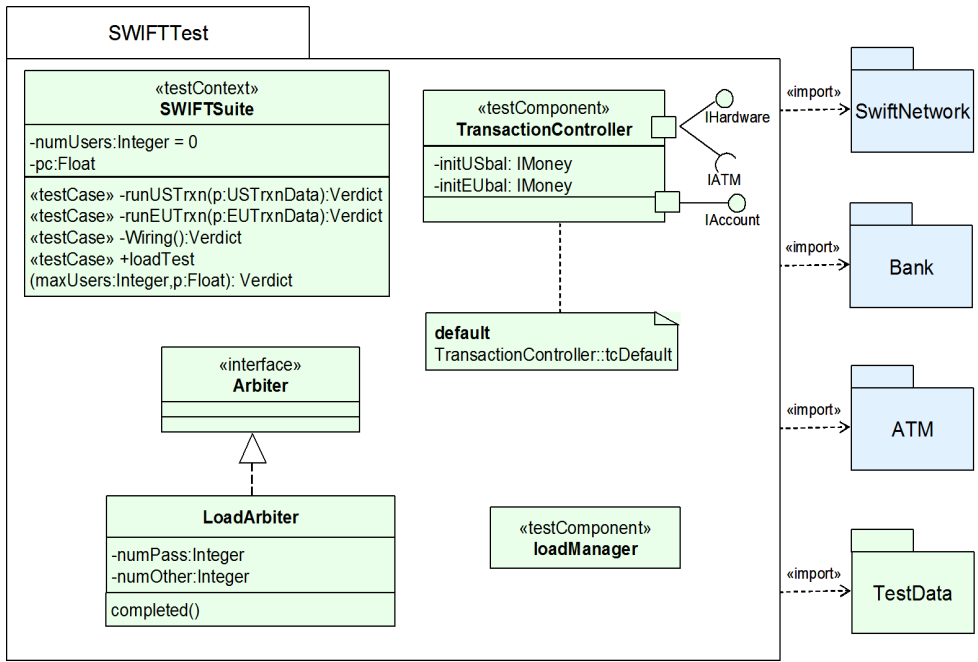 SWIFTTest
«testContext»
SWIFTSuite
-numUsers:Integer = 0
-pc:Float
«testCase» -runUSTrxn(p:USTrxnData):Verdict
«testCase» -runEUTrxn(p:EUTrxnData):Verdict
«testCase» -Wiring():Verdict
«testCase» +loadTest
(maxUsers:Integer,p:Float): Verdict
«testComponent»
TransactionController
-initUSbal: IMoney
-initEUbal: IMoney
IHardware
IATM
IAccount
default
TransactionController::tcDefault
«interface»
Arbiter
LoadArbiter
-numPass:Integer
-numOther:Integer
completed()
«testComponent»
loadManager
«import»
SwiftNetwork
«import»
Bank
«import»
ATM
«import»
TestData